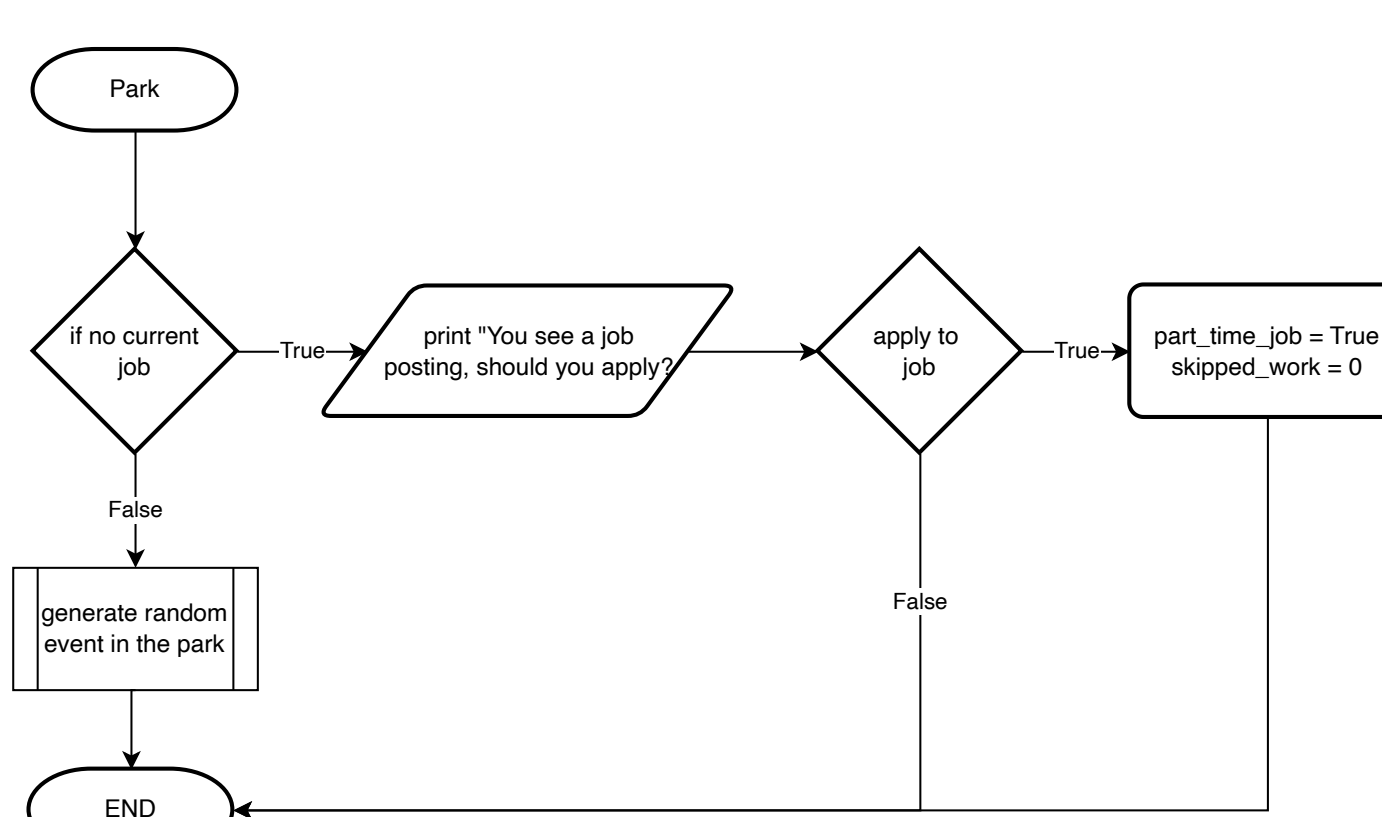 Park
if no current
job
True
print "You see a job
posting, should you apply?
apply to
job
True
part_time_job = True
skipped_work = 0
False
generate random
event in the park
False
END